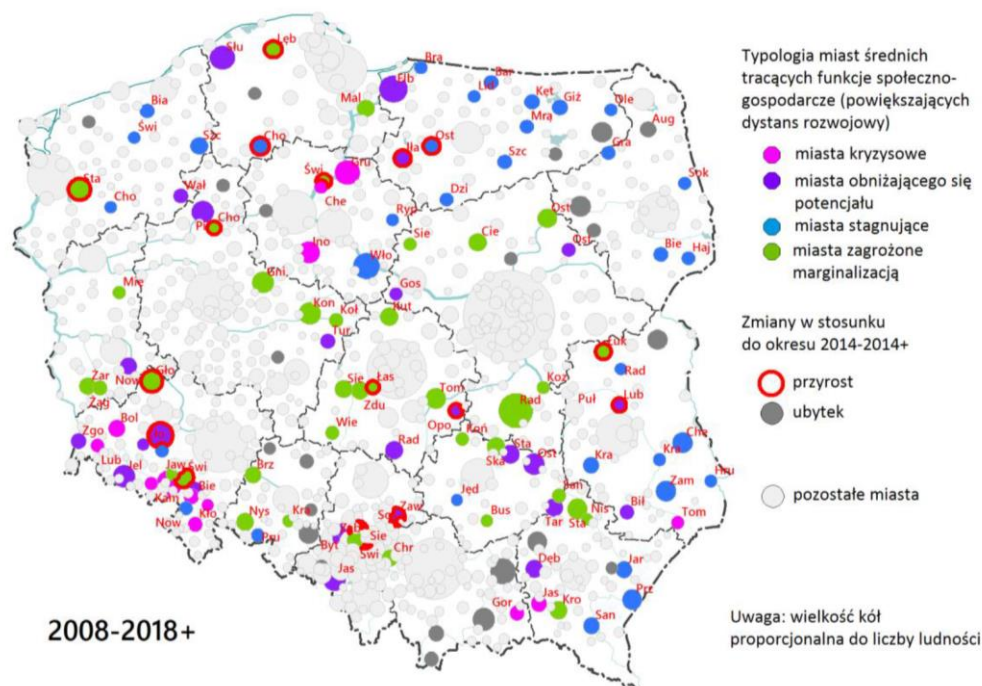 Słu
Lęb
Bia
Świ
Szc
Cho
Sta
Cho
Wał
Cho
Mal
Elb
Bra
Lid
Bar
Kęt
Giż
Ole
Aug
Mrą
Gra
Szc
Ost
Iła
Gru
Świ
Che
Dzi
Sok
Ryp
Ino
Wło
Sie
Cie
Ost
Ost
Bie
Haj
Mię
Gos
Kut
Kon
Koł
Tur
Żar
Żag
Now
Gło
Sie
Łas
Zdu
Tom
Koz
Rad
Opo
Łuk
Rad
Puł
Lub
Zgo
Bol
Wie
Rad
Koń
Ska
Sta
Ost
Kra
Kra
Zam
Hru
Lub
Jel
Jaw
Świ
Bie
Kam
Kło
Now
Brz
Nys
Kra
Jęd
Bus
San
Nis
Sta
Tar
Bił
Tom
Zaw
Sie
Byt
Świ
Chr
Jas
Dęb
Jar
Prz
Gor
Jas
Kro
San
2008-2018+
Typologia miast średnich
tracących funkcje społeczno-
gospodarcze (powiększających
dystans rozwojowy)
miasta kryzysowe
miasta obniżającego się
potencjału
miasta stagnujące
miasta zagrożone
marginalizacją
Zmiany w stosunku
do okresu 2014-2014+
przyrost
ubytek
pozostałe miasta
Uwaga: wielkość kół
proporcjonalna do liczby ludności